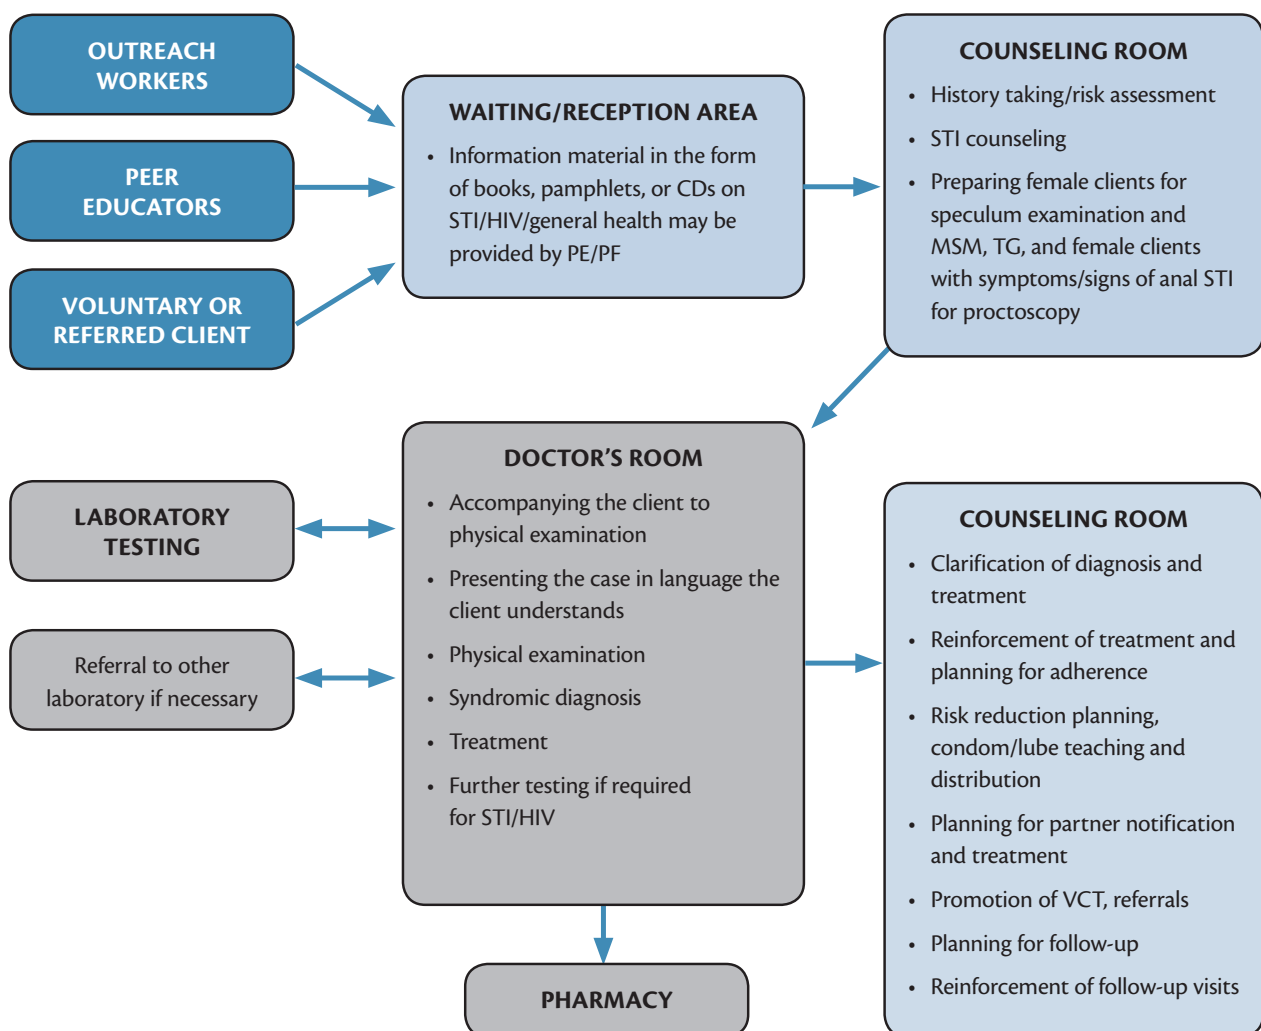 OUTREACH
WORKERS
PEER
EDUCATORS
VOLUNTARY OR
REFERRED CLIENT
WAITING/RECEPTION AREA
• Information material in the form
of books, pamphlets, or CDs on
STI/HIV/general health may be
provided by PE/PF
COUNSELING ROOM
• History taking/risk assessment
• STI counseling
• Preparing female clients for
speculum examination and
MSM, TG, and female clients
with symptoms/signs of anal STI
for proctoscopy
LABORATORY
TESTING
Referral to other
laboratory if necessary
DOCTOR’S ROOM
• Accompanying the client to
physical examination
• Presenting the case in language the
client understands
• Physical examination
• Syndromic diagnosis
• Treatment
• Further testing if required
for STI/HIV
PHARMACY
COUNSELING ROOM
• Clarification of diagnosis and
treatment
• Reinforcement of treatment and
planning for adherence
• Risk reduction planning,
condom/lube teaching and
distribution
• Planning for partner notification
and treatment
• Promotion of VCT, referrals
• Planning for follow-up
• Reinforcement of follow-up visits